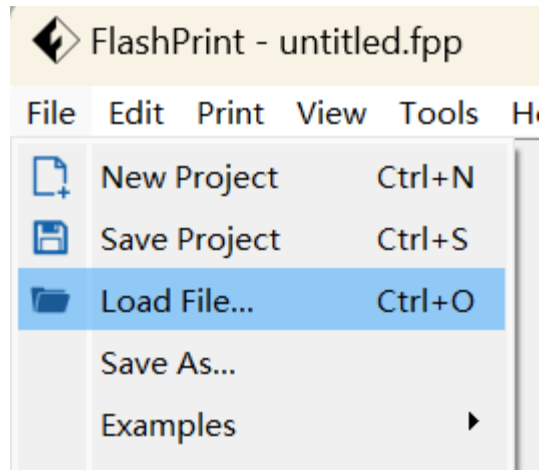 FlashPrint - untitled.fpp
File Edit Print View Tools
New Project Ctrl+N
Save Project Ctrl+S
Load File... Ctrl+O
Save As...
Examples